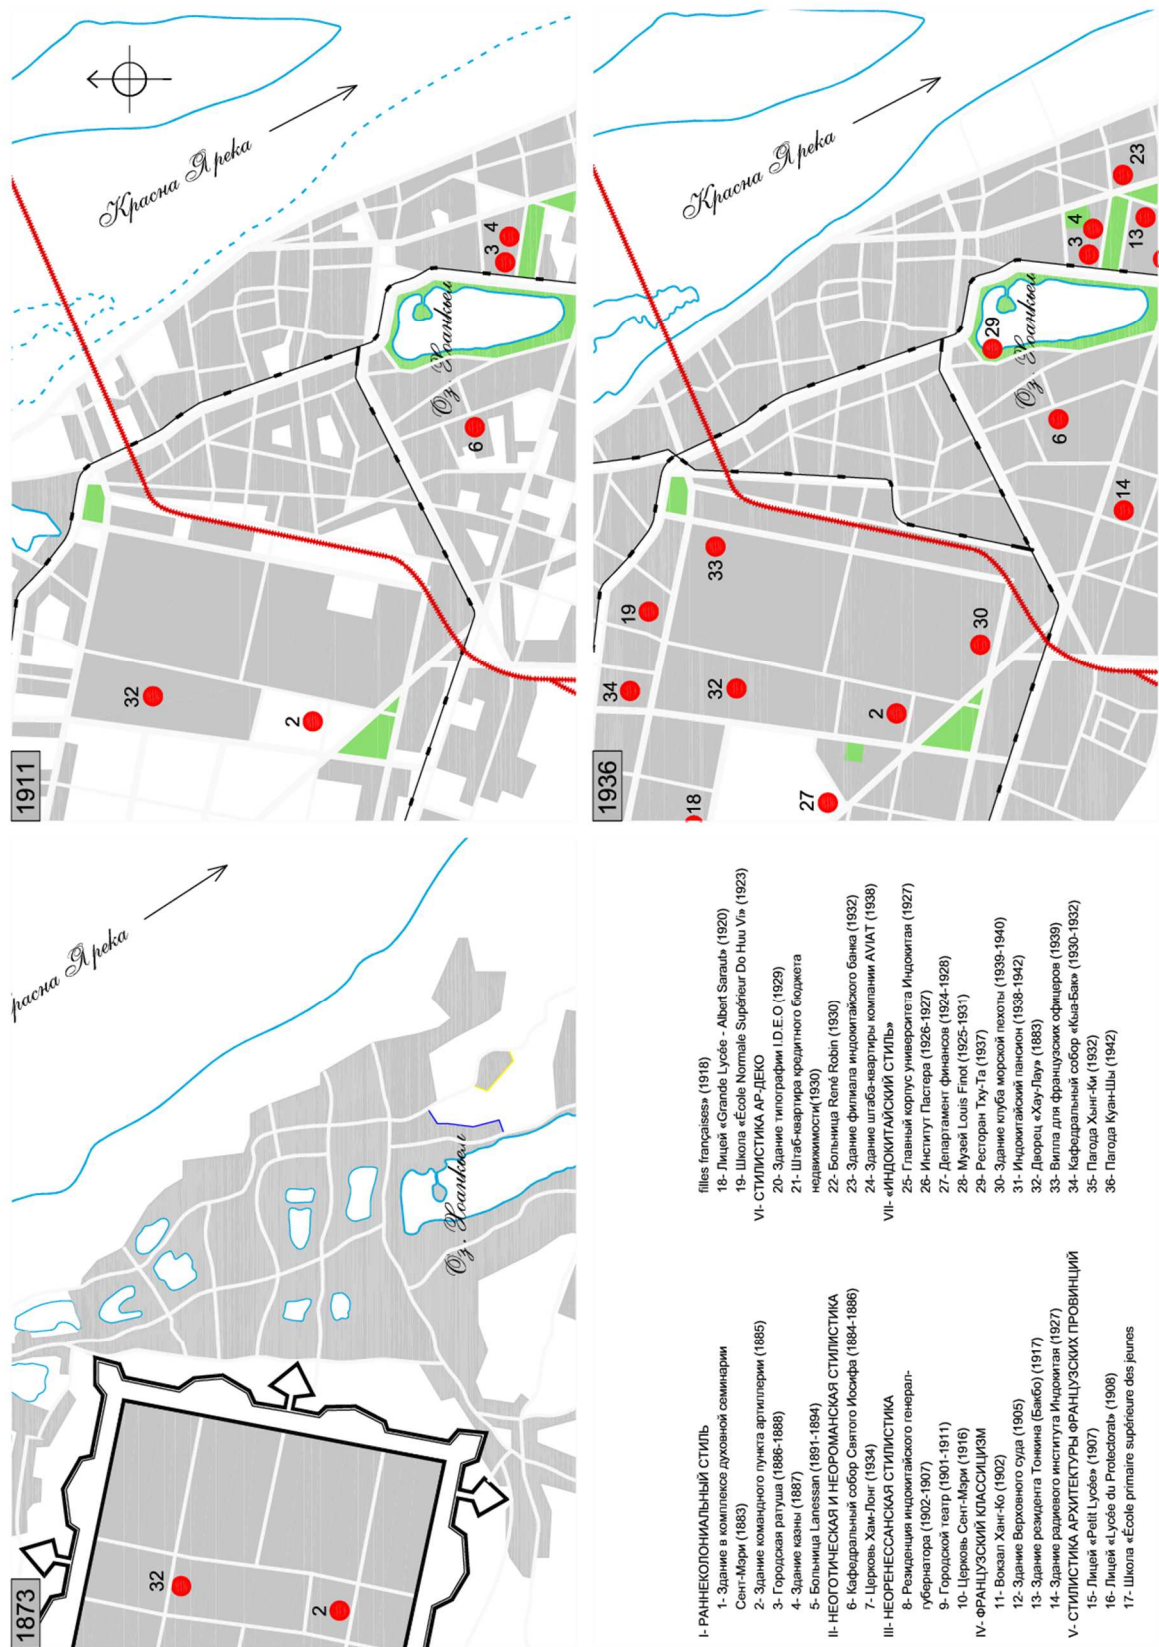 1873
расна Я река
32
2
Оз. Хоанкьем
1911
Красна Я река
32
2
Оз. Хоанкьем
6
3
4
I- РАННЕКОЛОНИАЛЬНЫЙ СТИЛЬ
1- Здание в комплексе духовной семинарии
Сент-Мэри (1883)
2- Здание командного пункта артиллерии (1885)
3- Городская ратуша (1886-1888)
4- Здание казны (1887)
5- Больница Lanessan (1891-1894)
II- НЕОГОТИЧЕСКАЯ И НЕОРОМАНСКАЯ СТИЛИСТИКА
6- Кафедральный собор Святого Иосифа (1884-1886)
7- Церковь Хам-Лонг (1934)
III- НЕОРЕНЕССАНСКАЯ СТИЛИСТИКА
8- Резиденция индокитайского генерал-
губернатора (1902-1907)
9- Городской театр (1901-1911)
10- Церковь Сент-Мэри (1916)
IV- ФРАНЦУЗСКИЙ КЛАССИЦИЗМ
11- Вокзал Ханг-Ко (1902)
12- Здание Верховного суда (1905)
13- Здание резидента Тонкина (Бакбо) (1917)
14- Здание радиевого института Индокитая (1927)
V- СТИЛИСТИКА АРХИТЕКТУРЫ ФРАНЦУЗСКИХ ПРОВИНЦИЙ
15- Лицей «Petit Lycée» (1907)
16- Лицей «Lycée du Protectorat» (1908)
17- Школа «École primaire supérieure des jeunes
filles françaises» (1918)
18- Лицей «Grande Lycée - Albert Saraut» (1920)
19- Школа «École Normale Supérieur Do Huu Vi» (1923)
VI- СТИЛИСТИКА АР-ДЕКО
20- Здание типографии I.D.E.O (1929)
21- Штаб-квартира кредитного бюджета
недвижимости(1930)
22- Больница René Robin (1930)
23- Здание филиала индокитайского банка (1932)
24- Здание штаба-квартиры компании AVIAT (1938)
VII- «ИНДОКИТАЙСКИЙ СТИЛЬ»
25- Главный корпус университета Индокитая (1927)
26- Институт Пастера (1926-1927)
27- Департамент финансов (1924-1928)
28- Музей Louis Finot (1925-1931)
29- Ресторан Тху-Та (1937)
30- Здание клуба морской пехоты (1939-1940)
31- Индокитайский пансион (1938-1942)
32- Дворец «Хау-Лау» (1883)
33- Вилла для французских офицеров (1939)
34- Кафедральный собор «Кыа-Бак» (1930-1932)
35- Пагода Хынг-Ки (1932)
36- Пагода Куан-Шы (1942)
1936
Красна Я река
34
19
18
32
33
27
2
30
29
Оз. Хоанкьем
6
3
4
14
13
23